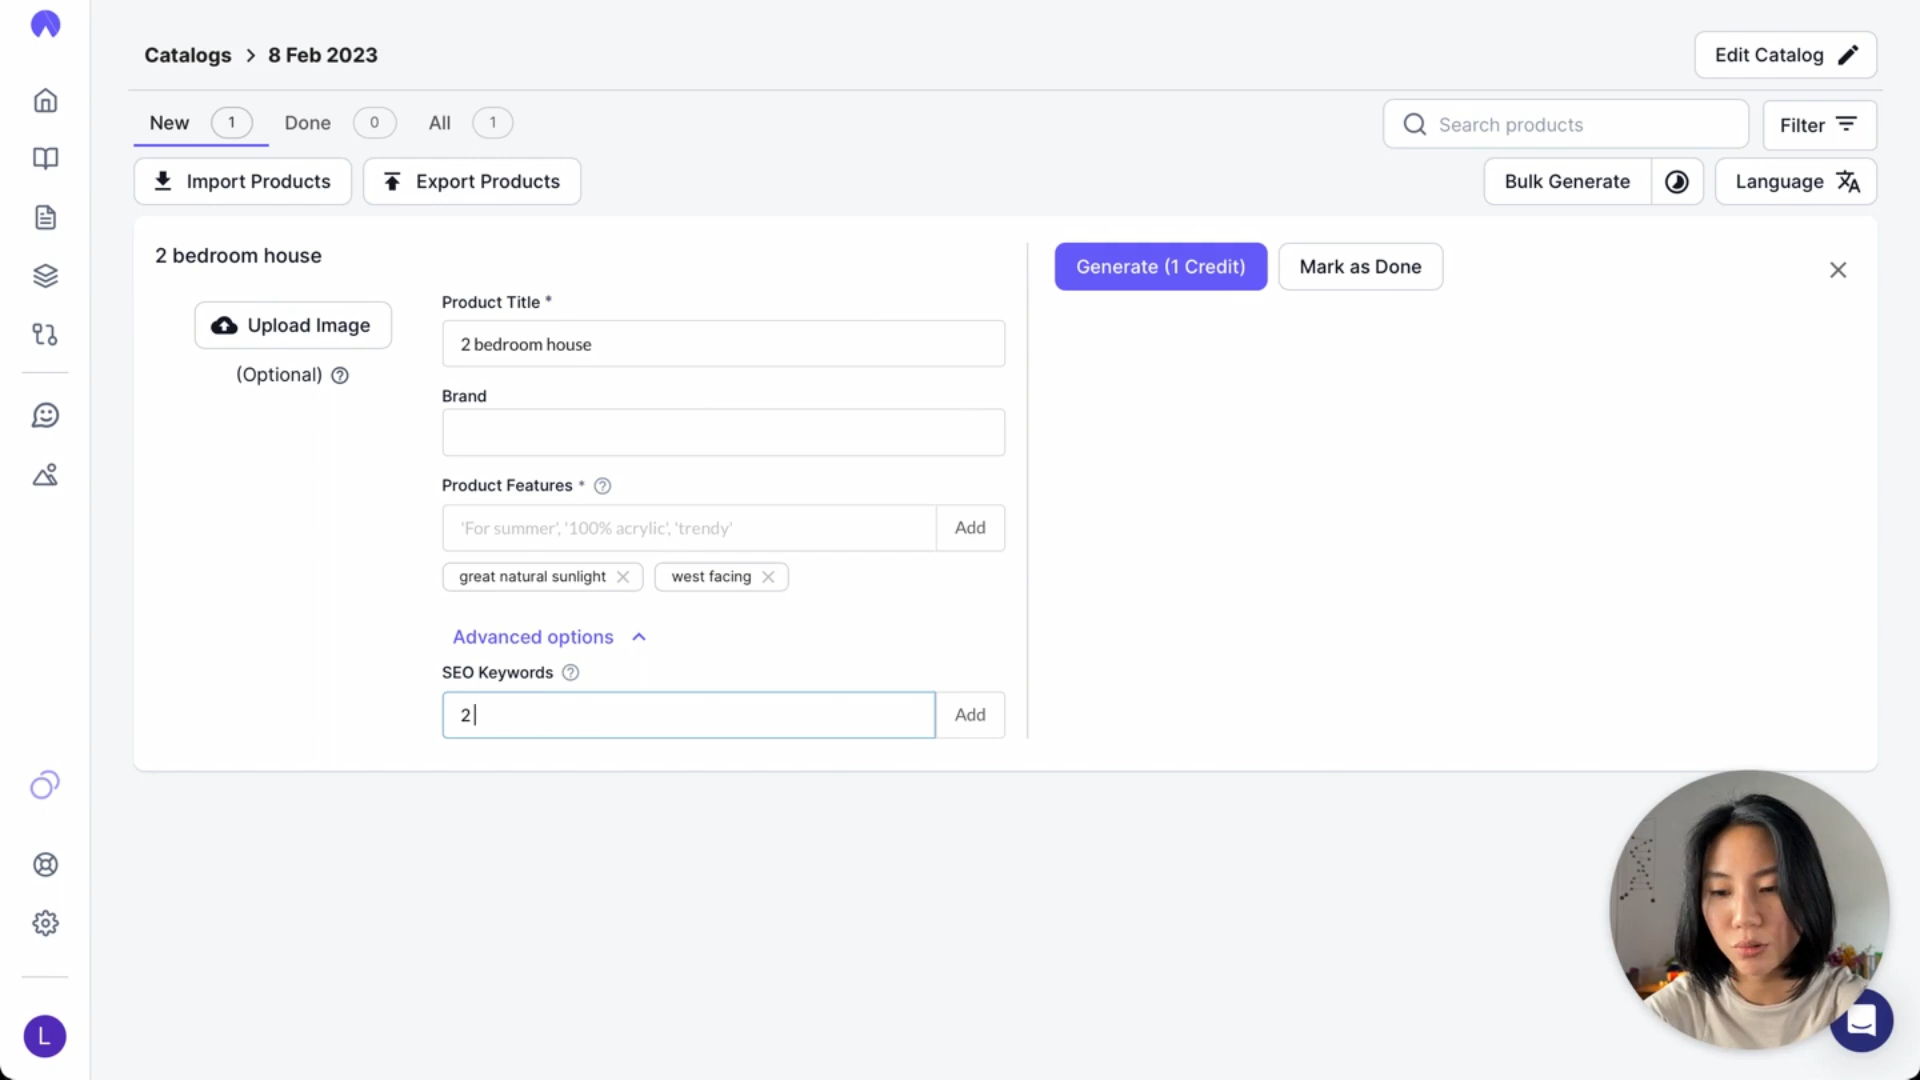 Catalogs > 8 Feb 2023
Edit Catalog
New 1 Done 0 All 1
Search products
Filter
Import Products
Export Products
Bulk Generate
Language
2 bedroom house
Generate (1 Credit)
Mark as Done
Upload Image
(Optional)
Product Title *
2 bedroom house
Brand
Product Features *
'For summer', '100% acrylic', 'trendy'
Add
great natural sunlight
west facing
Advanced options
SEO Keywords
2
Add
L